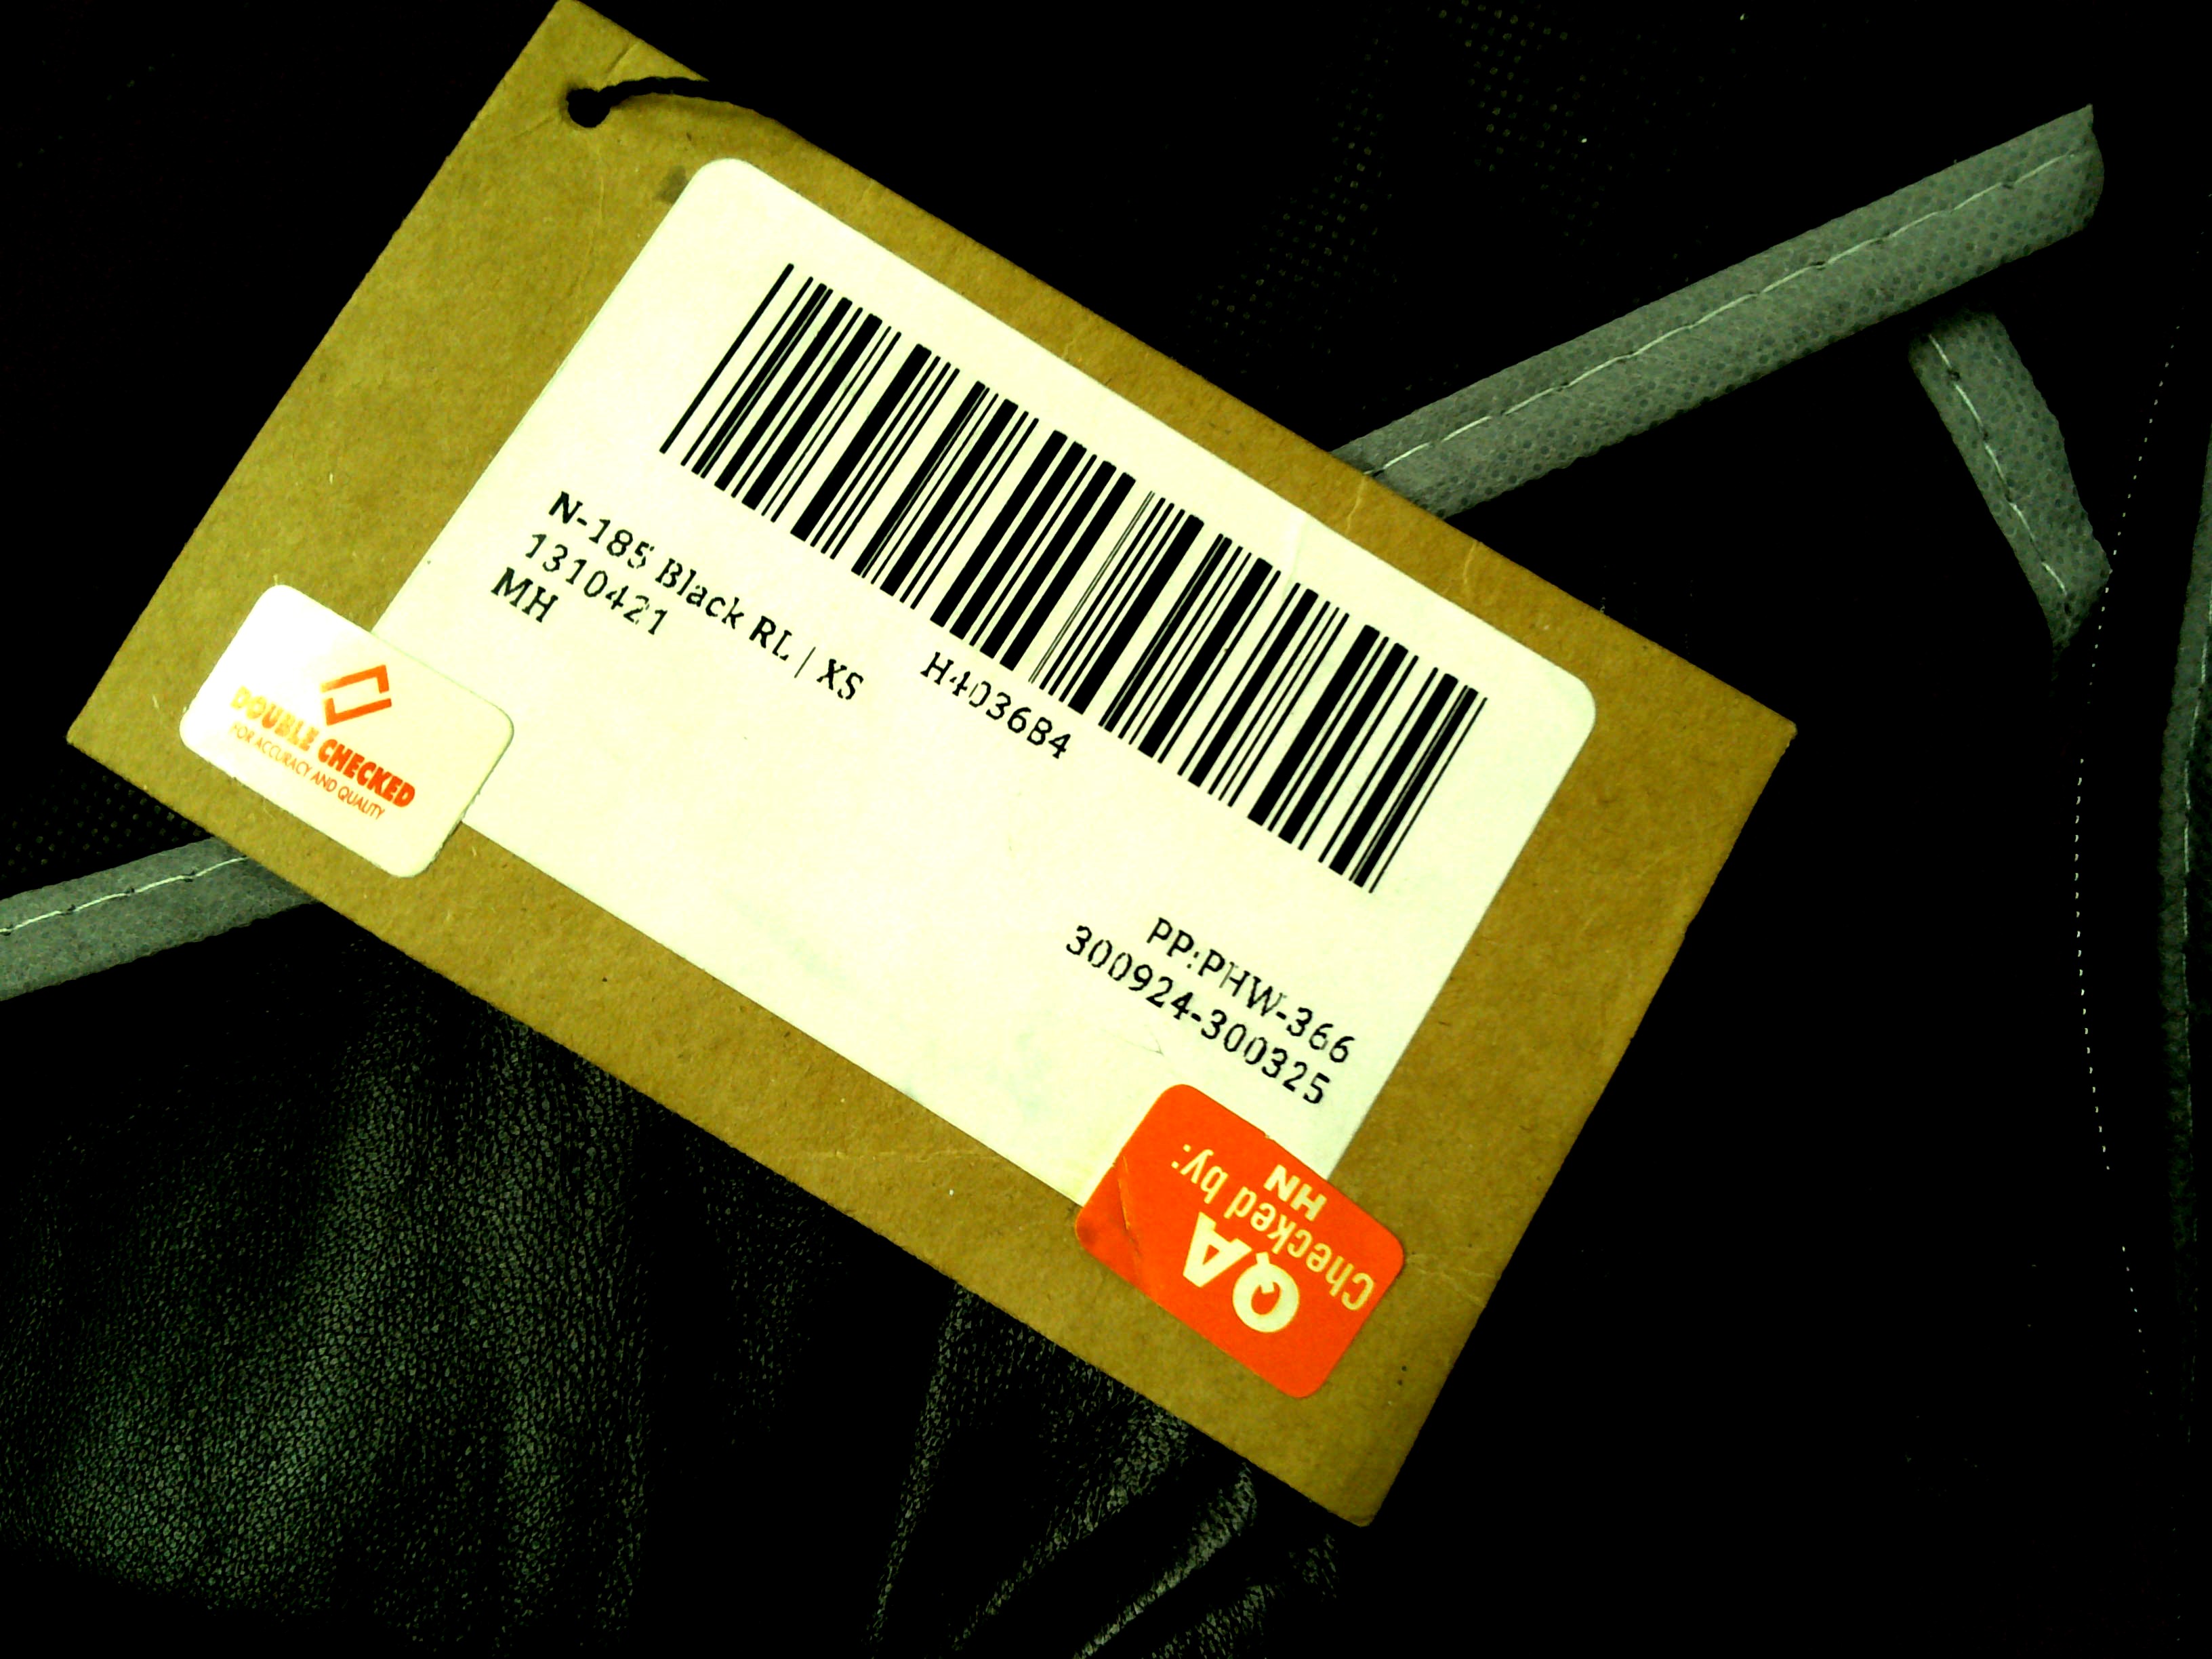 H4036B4
N-185 Black RL | XS
1310421
MH
PP:PHW-366
300924-300325
DOUBLE CHECKED
FOR ACCURACY AND QUALITY
QA
Checked by:
HN